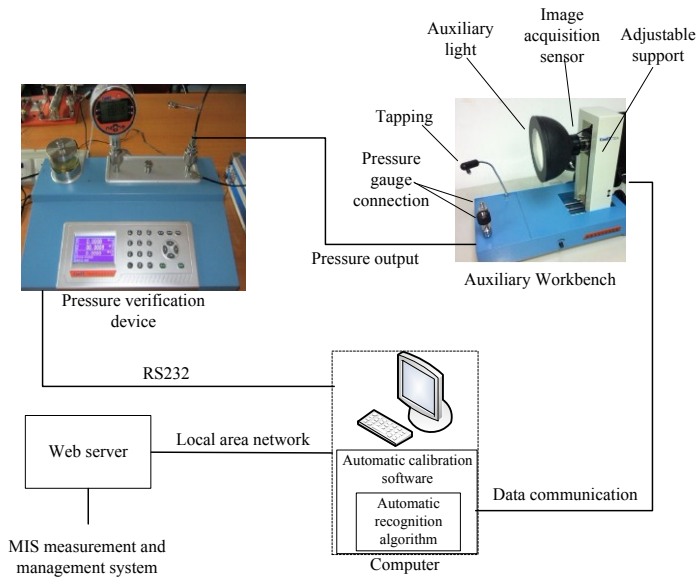 Auxiliary
light
Image
acquisition
sensor
Adjustable
support
Tapping
Pressure
gauge
connection
Pressure output
Auxiliary Workbench
Pressure verification
device
RS232
Web server
Local area network
Automatic calibration
software
Automatic
recognition
algorithm
Data communication
Computer
MIS measurement and
management system